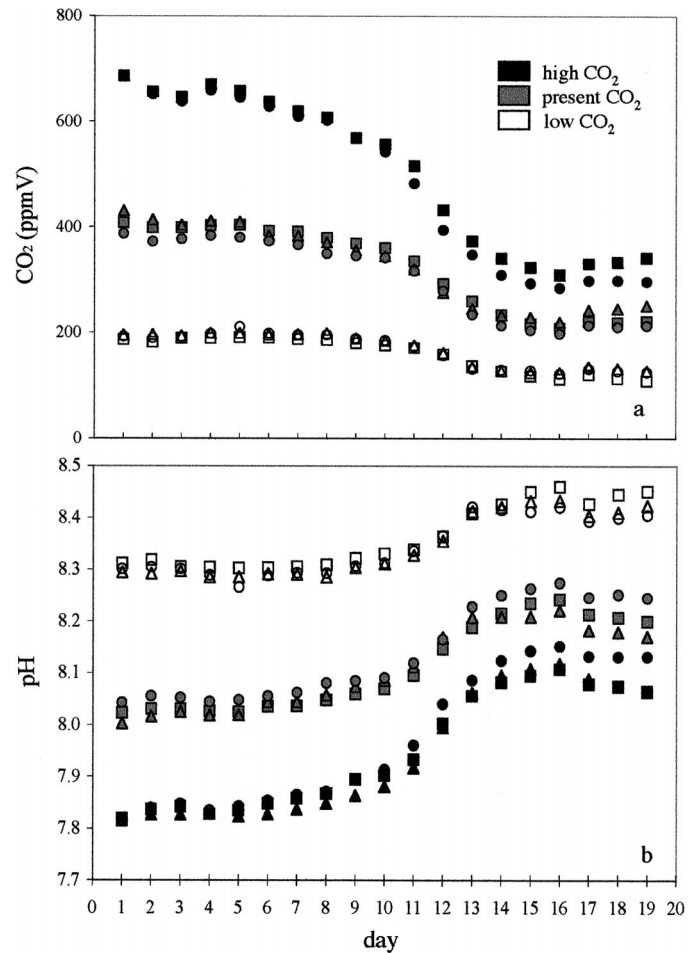 800
600
400
200
0
CO₂ (ppmV)
high CO₂
present CO₂
low CO₂
a
8.5
8.4
8.3
8.2
8.1
8.0
7.9
7.8
7.7
pH
b
0 1 2 3 4 5 6 7 8 9 10 11 12 13 14 15 16 17 18 19 20
day